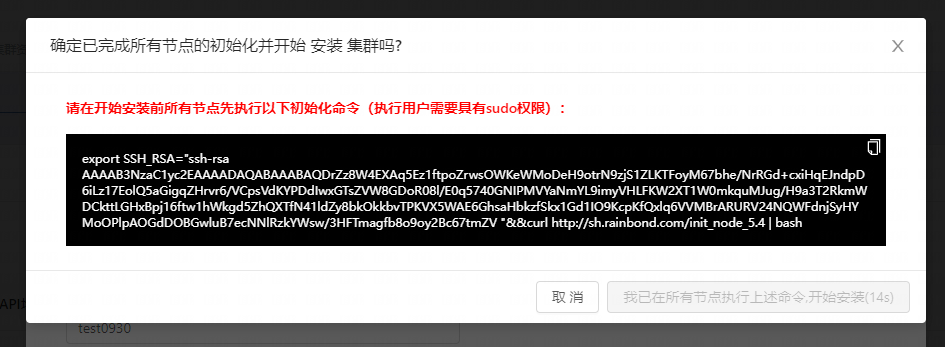 确定已完成所有节点的初始化并开始 安装 集群吗?
请在开始安装前所有节点先执行以下初始化命令（执行用户需要具有sudo权限）:
export SSH_RSA="ssh-rsa
AAAAB3NzaC1yc2EAAAADAQABAAABAQDrZz8W4EXAq5Ez1ftpoZrwsOWKeWMoDeH9otrN9zjS1ZLKTFoyM67bhe/NrRGd+cxiHqEJndpD
6iLz17EolQ5aGigqZHrvr6/VCpsVdKYPDdIwxGTsZVW8GDoR08l/E0q5740GNIPMVYaNmYL9imyVHLFKW2XT1W0mkquMJug/H9a3T2RkmW
DCkttLGHxBpj16ftw1hWkgd5ZhQXTfN41ldZy8bkOkkbvTPKVX5WAE6GhsaHbkzfSkx1Gd1IO9KcpKfQxlq6VVMBrARURV24NQWFdnjSyHY
MoOPlpAOGdDOBGwluB7ecNNlRzkYWsw/3HFTmagfb8o9oy2Bc67tmZV "&&curl http://sh.rainbond.com/init_node_5.4 | bash
取 消
我已在所有节点执行上述命令,开始安装(14s)
API
test0930